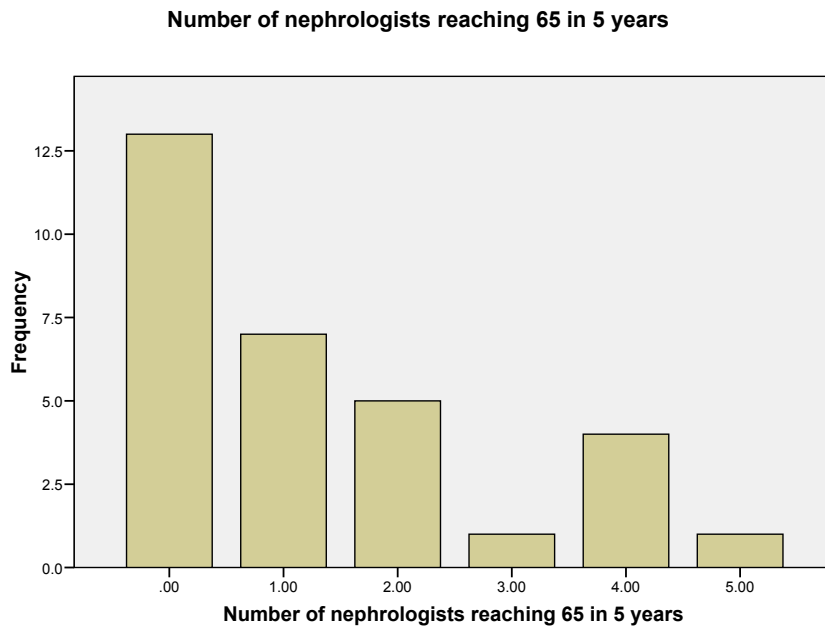 Number of nephrologists reaching 65 in 5 years
12.5
10.0
7.5
5.0
2.5
0.0
Frequency
.00 1.00 2.00 3.00 4.00 5.00
Number of nephrologists reaching 65 in 5 years